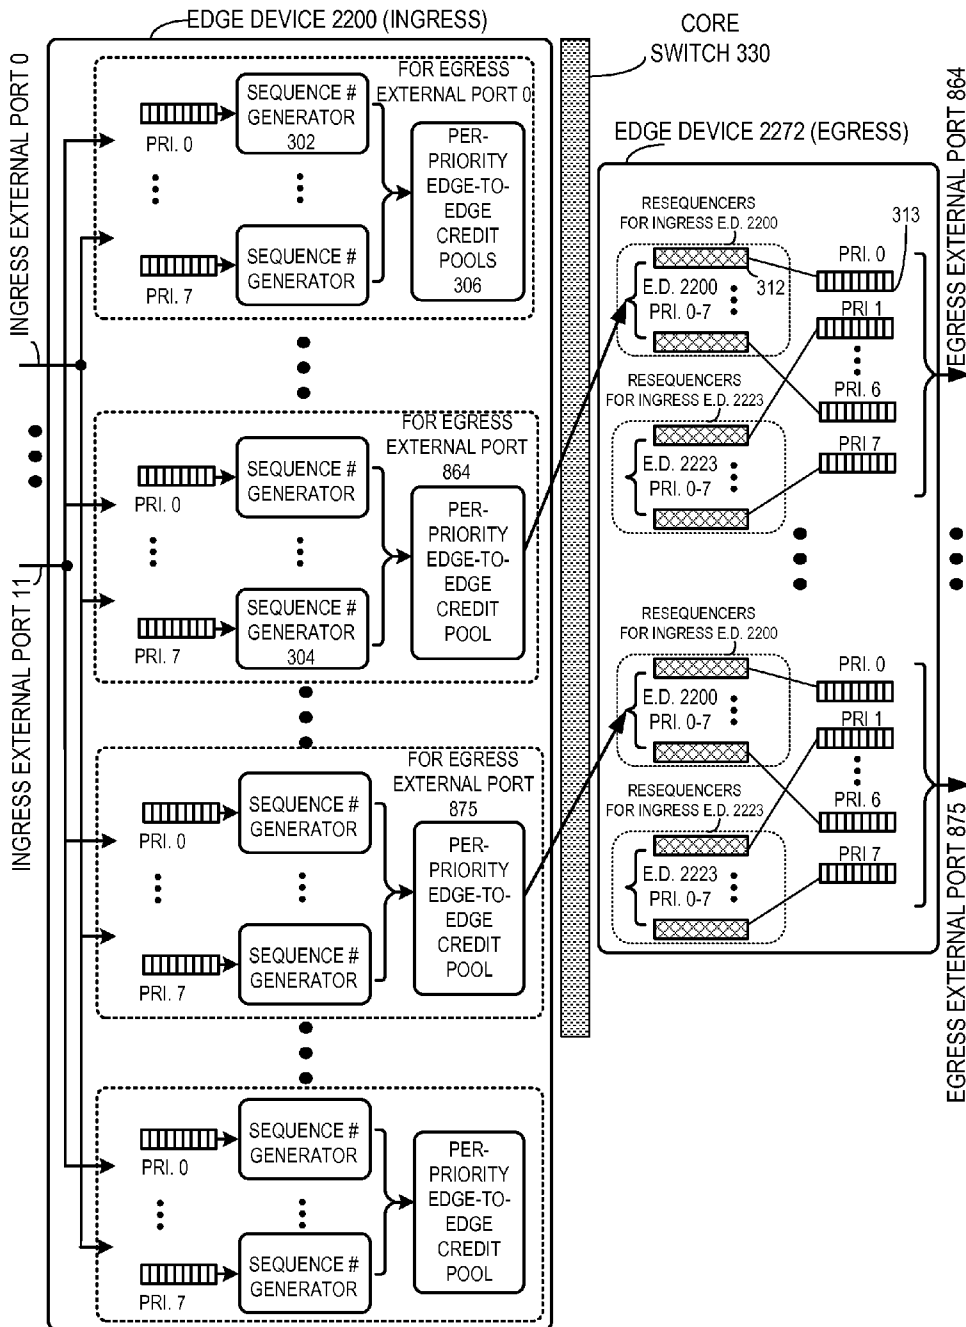 EDGE DEVICE 2200 (INGRESS)
CORE
SWITCH 330
INGRESS EXTERNAL PORT 0
INGRESS EXTERNAL PORT 11
FOR EGRESS
EXTERNAL PORT 0
PRI. 0
SEQUENCE #
GENERATOR
302
PRI. 7
SEQUENCE #
GENERATOR
PER-
PRIORITY
EDGE-TO-
EDGE
CREDIT
POOLS
306
FOR EGRESS
EXTERNAL PORT
864
PRI. 0
SEQUENCE #
GENERATOR
PRI. 7
SEQUENCE #
GENERATOR
304
PER-
PRIORITY
EDGE-TO-
EDGE
CREDIT
POOL
FOR EGRESS
EXTERNAL PORT
875
PRI. 0
SEQUENCE #
GENERATOR
PRI. 7
SEQUENCE #
GENERATOR
PER-
PRIORITY
EDGE-TO-
EDGE
CREDIT
POOL
PRI. 0
SEQUENCE #
GENERATOR
PRI. 7
SEQUENCE #
GENERATOR
PER-
PRIORITY
EDGE-TO-
EDGE
CREDIT
POOL
EDGE DEVICE 2272 (EGRESS)
RESEQUENCERS
FOR INGRESS E.D. 2200
E.D. 2200
PRI. 0-7
312
313
PRI. 0
PRI 1
PRI. 6
PRI 7
RESEQUENCERS
FOR INGRESS E.D. 2223
E.D. 2223
PRI. 0-7
RESEQUENCERS
FOR INGRESS E.D. 2200
E.D. 2200
PRI. 0-7
PRI. 0
PRI 1
PRI. 6
PRI 7
RESEQUENCERS
FOR INGRESS E.D. 2223
E.D. 2223
PRI. 0-7
EGRESS EXTERNAL PORT 864
EGRESS EXTERNAL PORT 875